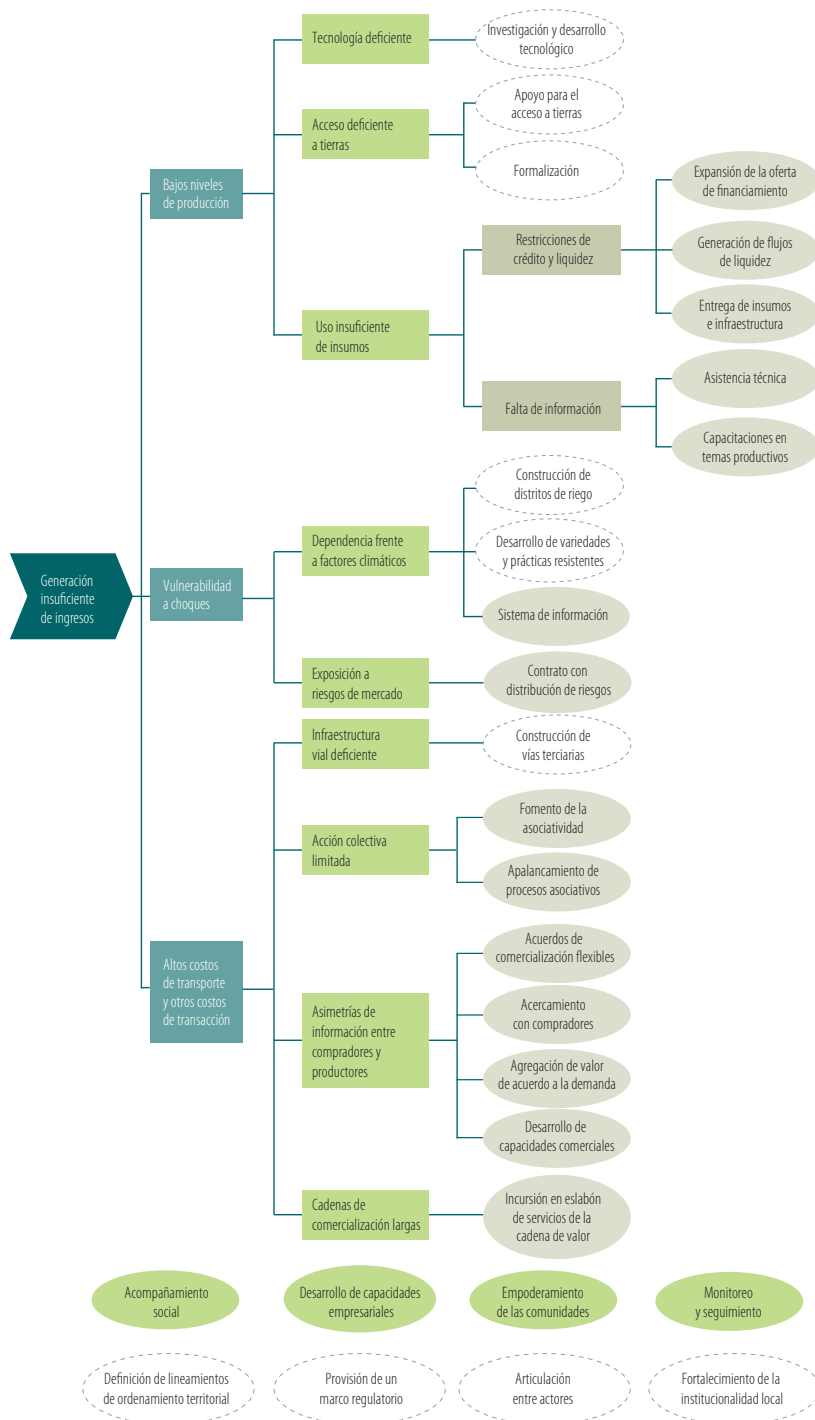 Tecnología deficiente
Investigación y desarrollo
tecnológico
Acceso deficiente
a tierras
Apoyo para el
acceso a tierras
Formalización
Bajos niveles
de producción
Expansión de la oferta
de financiamiento
Restricciones de
crédito y liquidez
Generación de flujos
de liquidez
Entrega de insumos
e infraestructura
Uso insuficiente
de insumos
Asistencia técnica
Falta de información
Capacitaciones en
temas productivos
Construcción de
distritos de riego
Dependencia frente
a factores climáticos
Desarrollo de variedades
y prácticas resistentes
Generación
insuficiente
de ingresos
Vulnerabilidad
a choques
Sistema de información
Exposición a
riesgos de mercado
Contrato con
distribución de riesgos
Infraestructura
vial deficiente
Construcción de
vías terciarias
Fomento de la
asociatividad
Acción colectiva
limitada
Apalancamiento de
procesos asociativos
Altos costos
de transporte
y otros costos
de transacción
Acuerdos de
comercialización flexibles
Asimetrías de
información entre
compradores y
productores
Acercamiento
con compradores
Agregación de valor
de acuerdo a la demanda
Desarrollo de
capacidades comerciales
Cadenas de
comercialización largas
Incursión en eslabón
de servicios de la
cadena de valor
Acompañamiento
social
Desarrollo de capacidades
empresariales
Empoderamiento
de las comunidades
Monitoreo
y seguimiento
Definición de lineamientos
de ordenamiento territorial
Provisión de un
marco regulatorio
Articulación
entre actores
Fortalecimiento de la
institucionalidad local